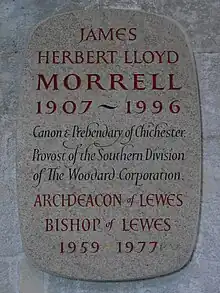 JAMES
HERBERT LLOYD
MORRELL
1907 ~ 1996
Canon & Prebendary of Chichester.
Provost of the Southern Division
of The Woodard Corporation.
ARCHDEACON of LEWES
BISHOP of LEWES
1959 1977